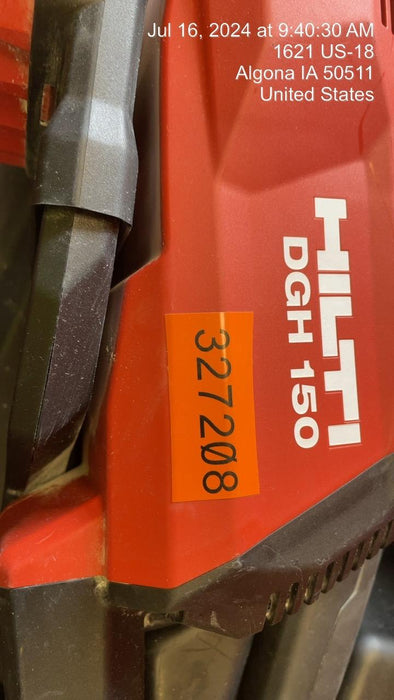 Jul 16, 2024 at 9:40:30 AM
1621 US-18
Algona IA 50511
United States
HILTI
DGH 150
327208